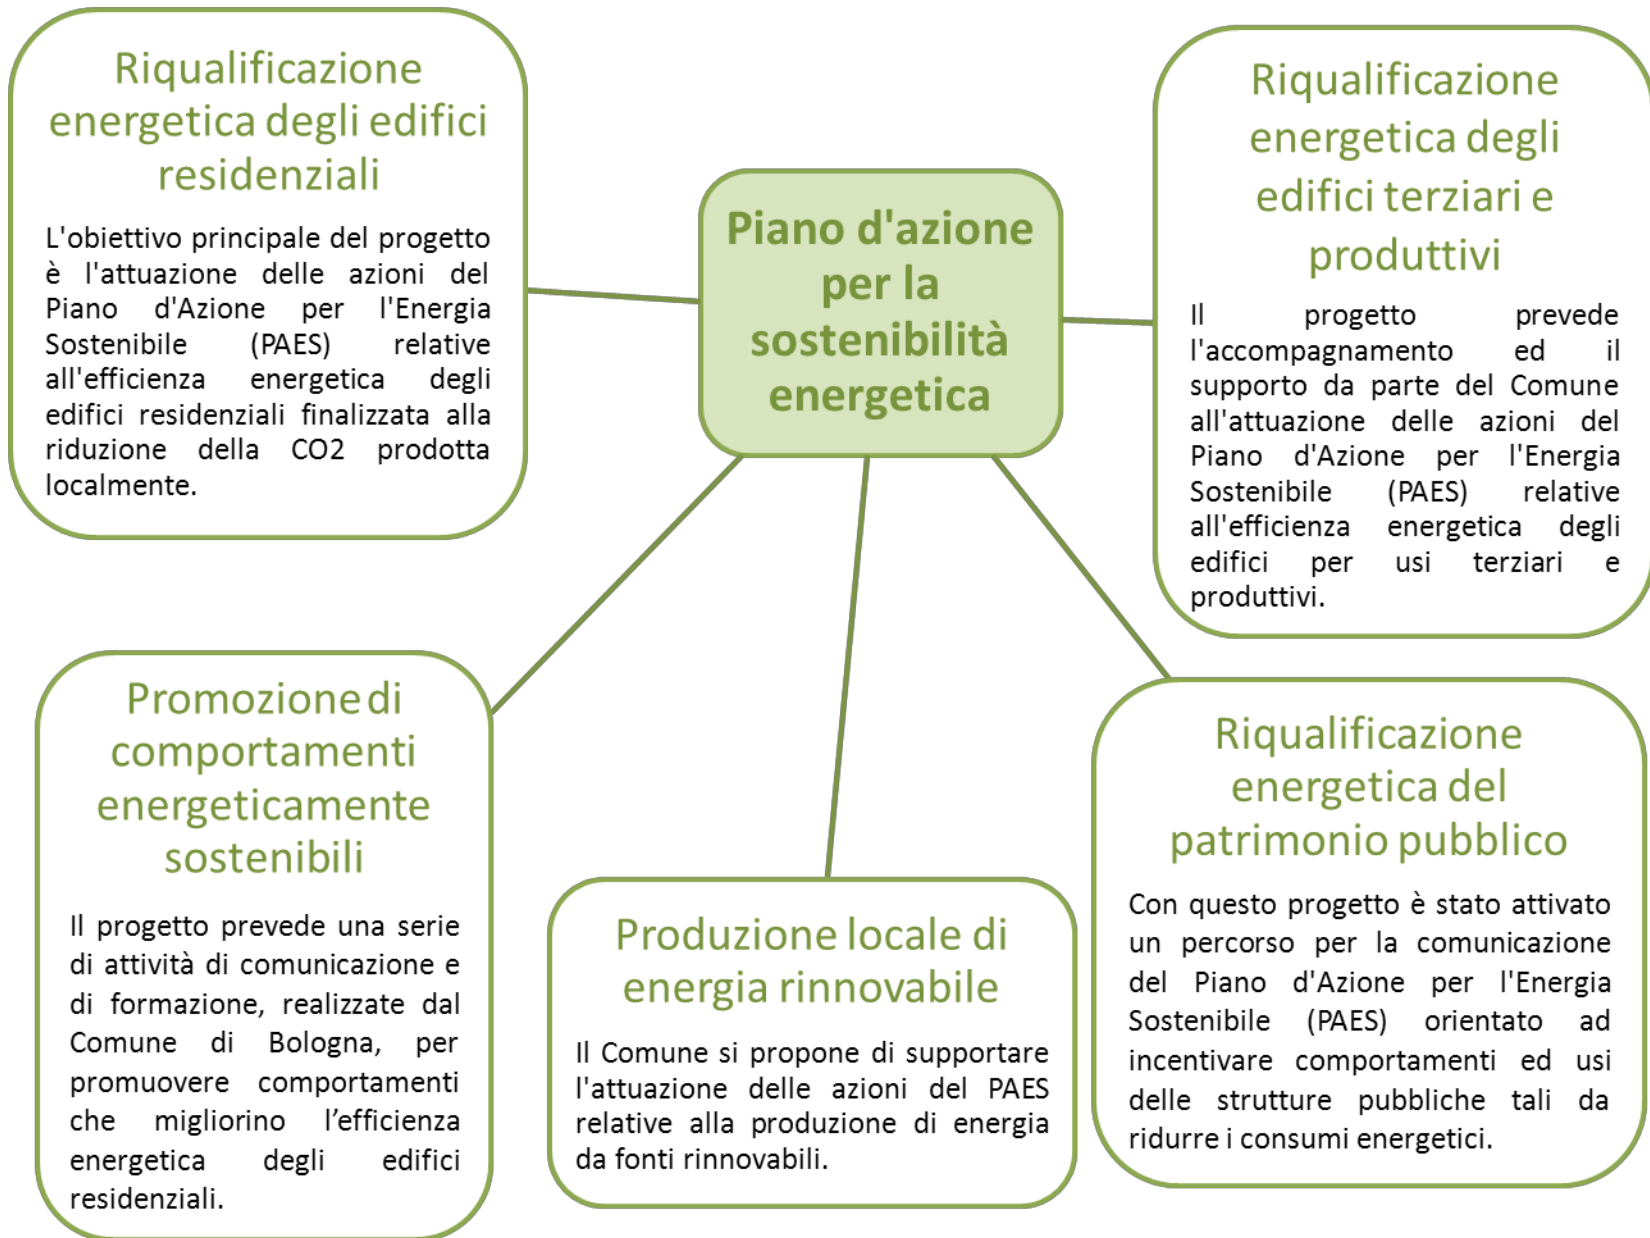 Riqualificazione
energetica degli edifici
residenziali
L'obiettivo principale del progetto
è l'attuazione delle azioni del
Piano d'Azione per l'Energia
Sostenibile (PAES) relative
all'efficienza energetica degli
edifici residenziali finalizzata alla
riduzione della CO2 prodotta
localmente.
Piano d'azione
per la
sostenibilità
energetica
Riqualificazione
energetica degli
edifici terziari e
produttivi
Il progetto prevede
l'accompagnamento ed il
supporto da parte del Comune
all'attuazione delle azioni del
Piano d'Azione per l'Energia
Sostenibile (PAES) relative
all'efficienza energetica degli
edifici per usi terziari e
produttivi.
Promozione di
comportamenti
energeticamente
sostenibili
Il progetto prevede una serie
di attività di comunicazione e
di formazione, realizzate dal
Comune di Bologna, per
promuovere comportamenti
che migliorino l’efficienza
energetica degli edifici
residenziali.
Produzione locale di
energia rinnovabile
Il Comune si propone di supportare
l'attuazione delle azioni del PAES
relative alla produzione di energia
da fonti rinnovabili.
Riqualificazione
energetica del
patrimonio pubblico
Con questo progetto è stato attivato
un percorso per la comunicazione
del Piano d'Azione per l'Energia
Sostenibile (PAES) orientato ad
incentivare comportamenti ed usi
delle strutture pubbliche tali da
ridurre i consumi energetici.